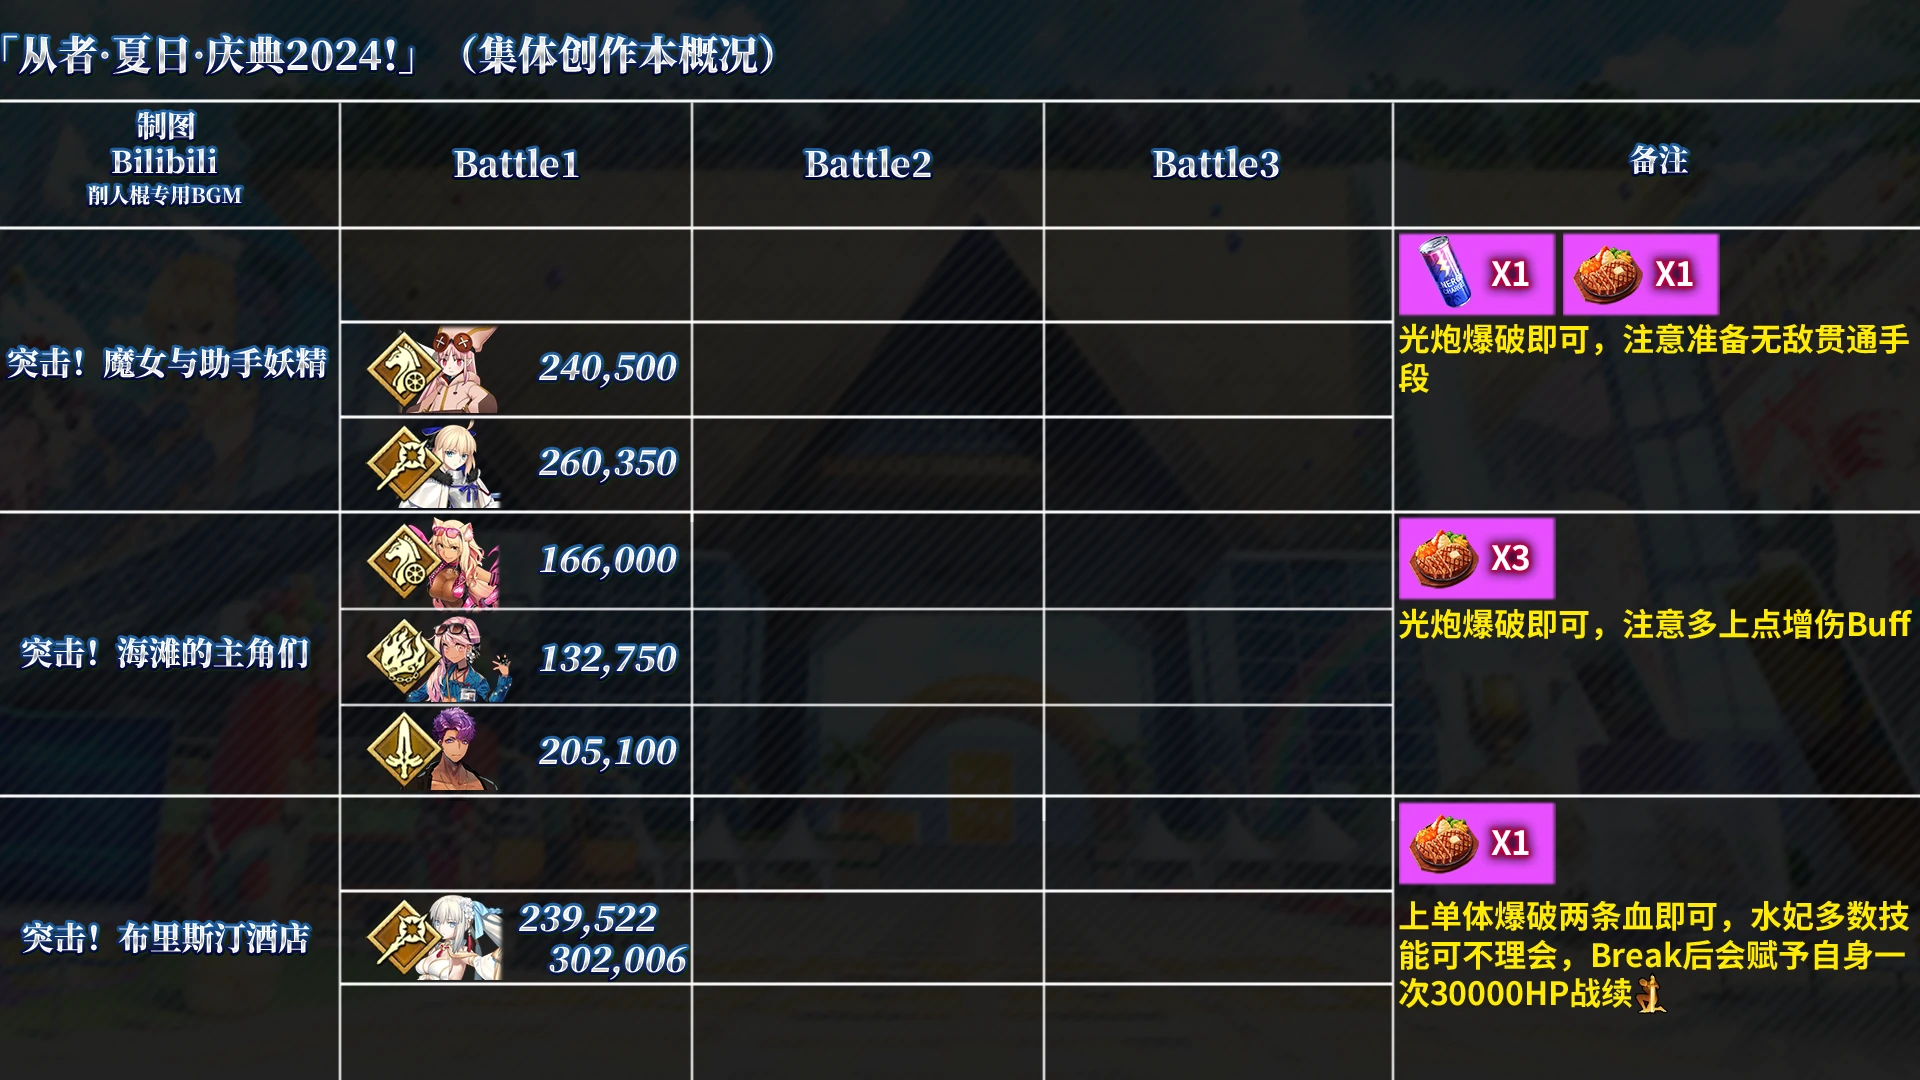 「从者·夏日·庆典2024!」（集体创作本概况）
制图
Bilibili
削人棍专用BGM
Battle1
Battle2
Battle3
备注
突击！魔女与助手妖精
240,500
260,350
X1
X1
光炮爆破即可，注意准备无敌贯通手
段
突击！海滩的主角们
166,000
132,750
205,100
X3
光炮爆破即可，注意多上点增伤Buff
突击！布里斯汀酒店
239,522
302,006
X1
上单体爆破两条血即可，水妃多数技
能可不理会，Break后会赋予自身一
次30000HP战续